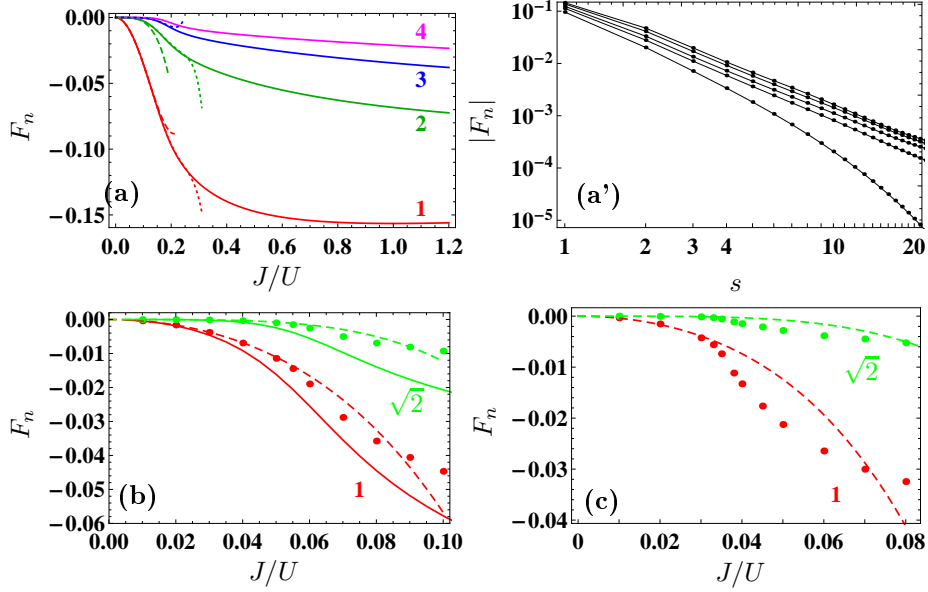 0.00
−0.05
−0.10
−0.15
F_n
(a)
4
3
2
1
0.0 0.2 0.4 0.6 0.8 1.0 1.2
J/U
10^{-1}
10^{-2}
10^{-3}
10^{-4}
10^{-5}
|F_n|
(a')
1 2 3 4 10 20
s
0.00
−0.01
−0.02
−0.03
−0.04
−0.05
−0.06
F_n
√2
1
(b)
0.00 0.02 0.04 0.06 0.08 0.10
J/U
0.00
−0.01
−0.02
−0.03
−0.04
F_n
√2
1
(c)
0 0.02 0.04 0.06 0.08
J/U